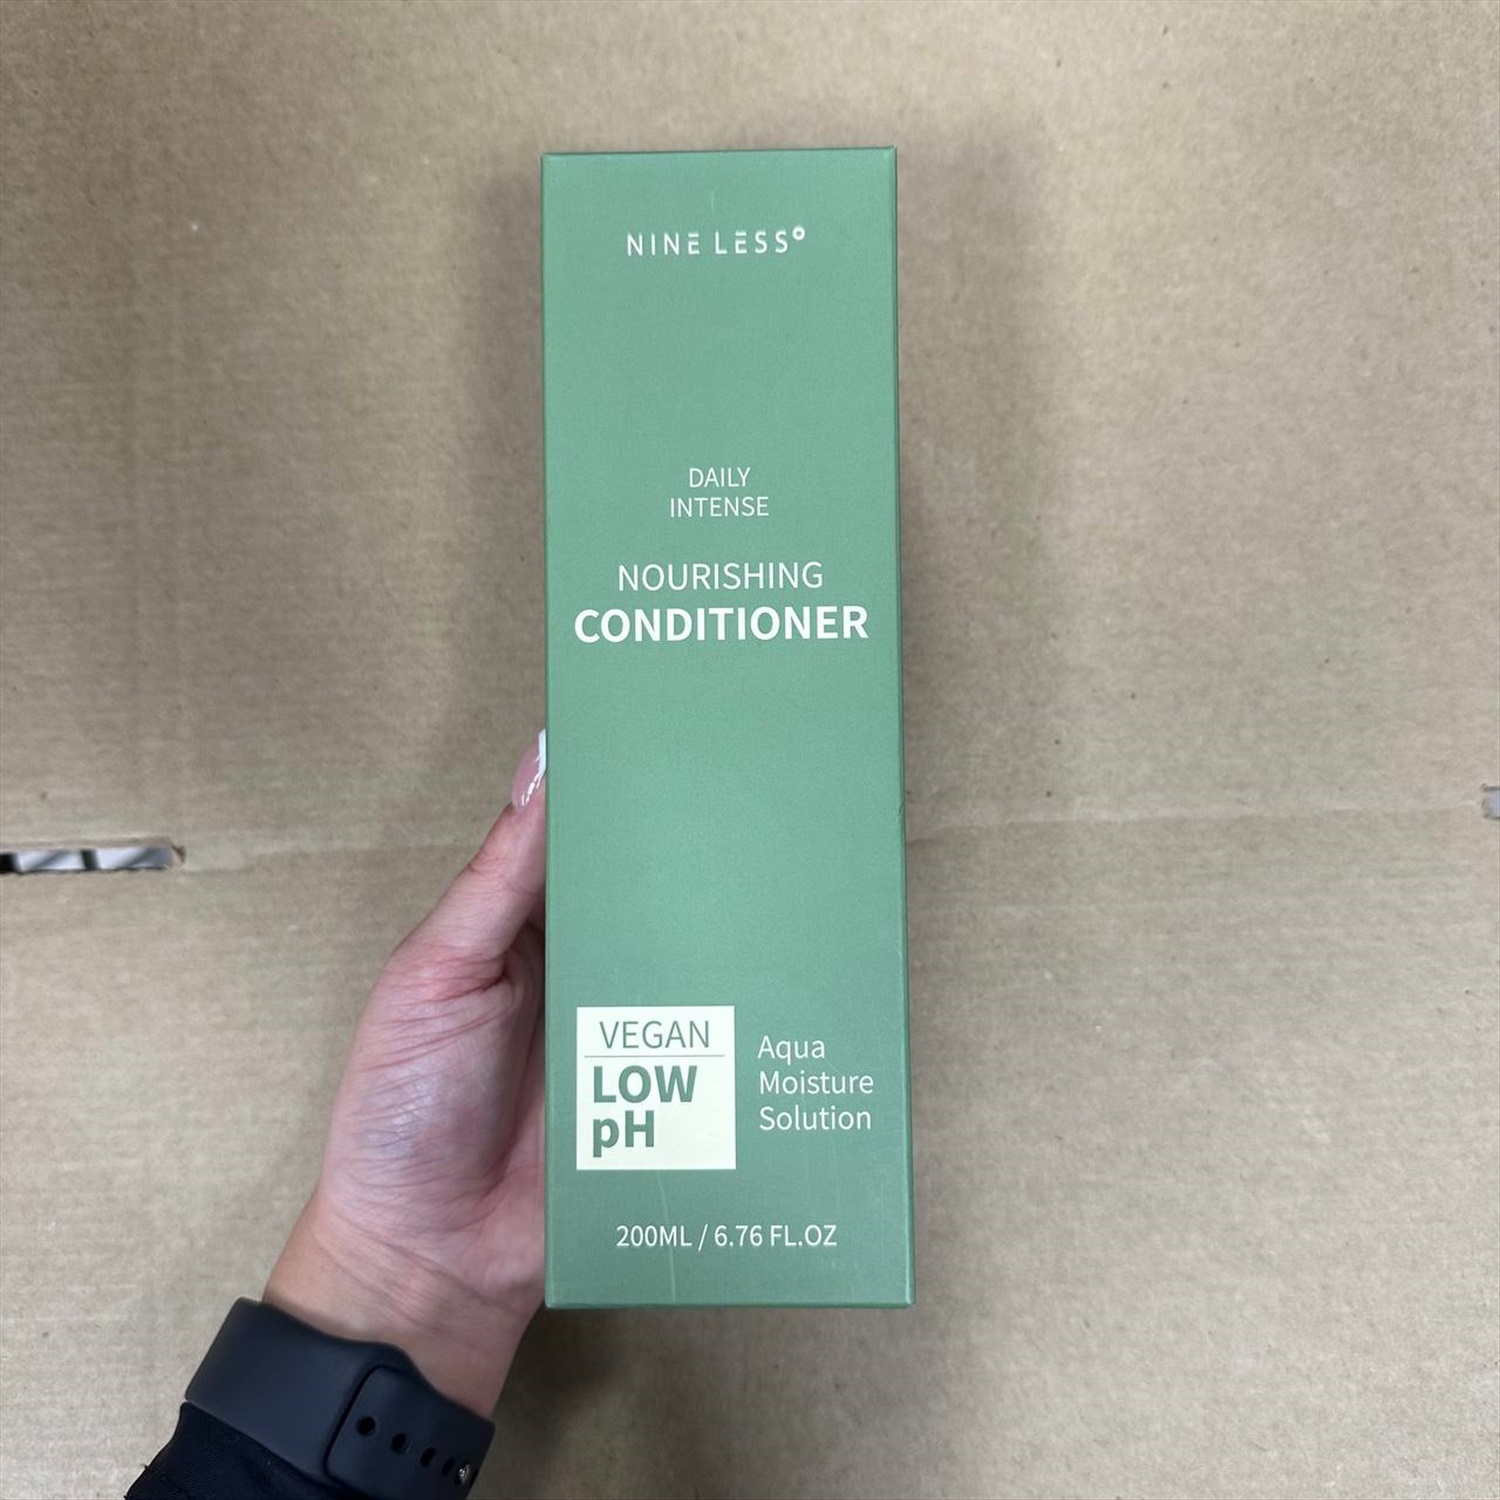 NINE LESS
DAILY
INTENSE
NOURISHING
CONDITIONER
VEGAN
LOW
pH
Aqua
Moisture
Solution
200ML / 6.76 FL.OZ